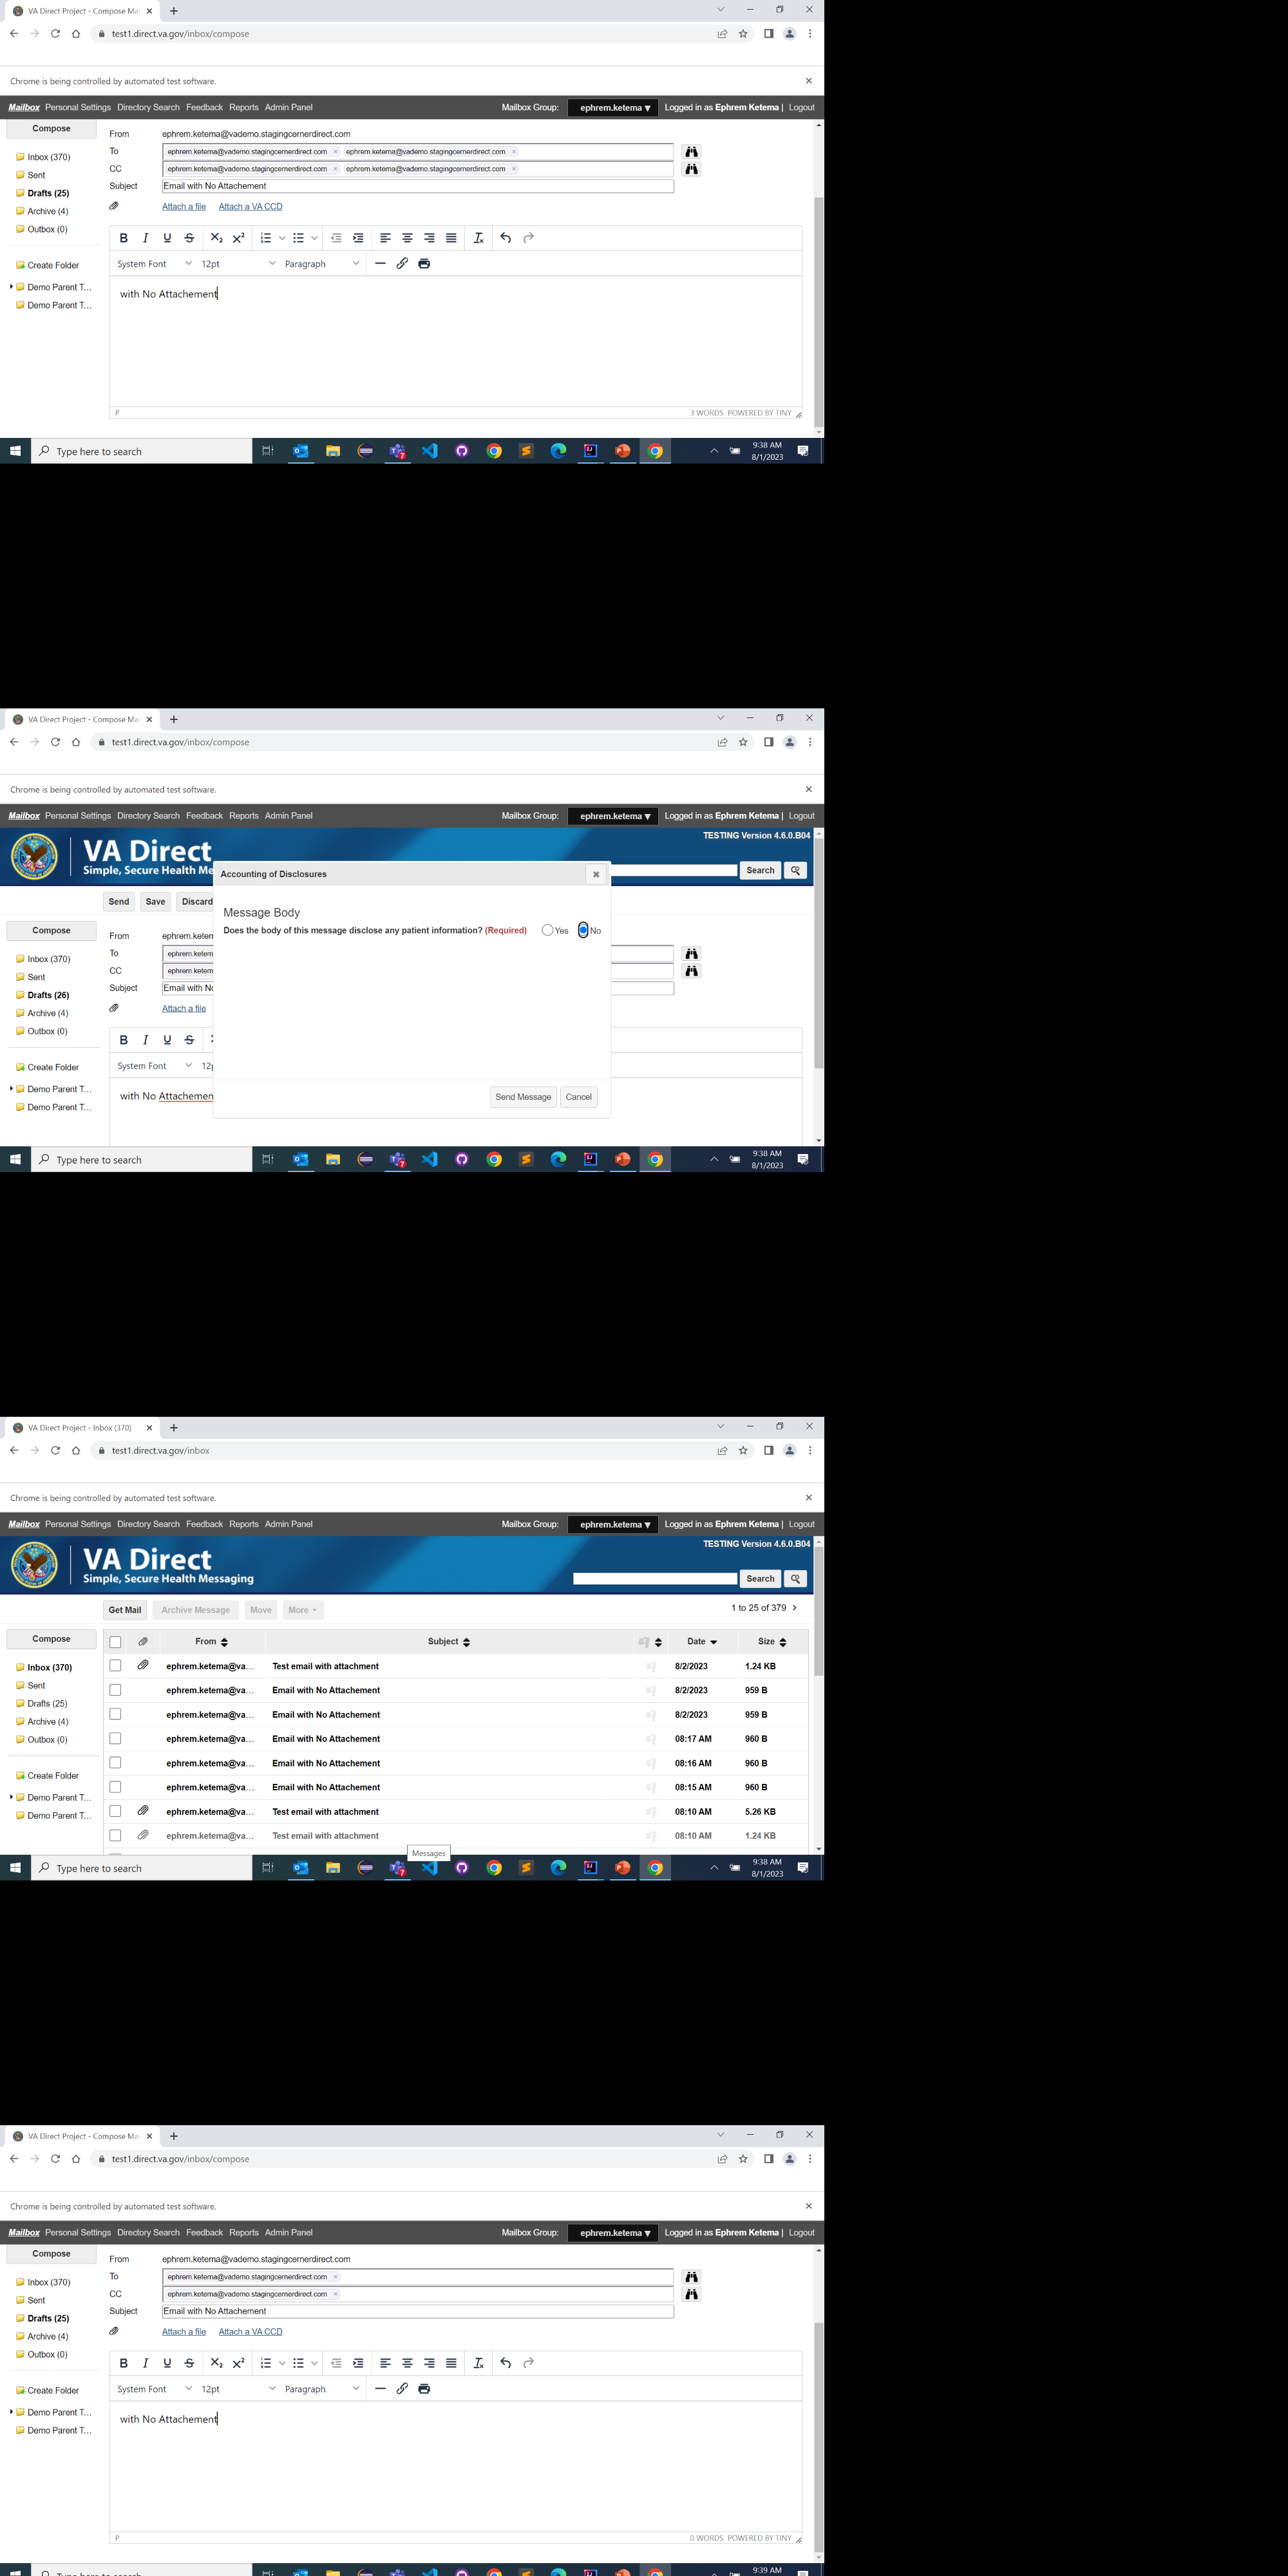 VA Direct Project - Compose Ma
test1.direct.va.gov/inbox/compose
Chrome is being controlled by automated test software.
Mailbox Personal Settings Directory Search Feedback Reports Admin Panel Mailbox Group: ephrem.ketema ▼ Logged in as Ephrem Ketema | Logout
Compose
From ephrem.ketema@vademo.stagingcernerdirect.com
Inbox (370)
To ephrem.ketema@vademo.stagingcernerdirect.com × ephrem.ketema@vademo.stagingcernerdirect.com ×
Sent
CC ephrem.ketema@vademo.stagingcernerdirect.com × ephrem.ketema@vademo.stagingcernerdirect.com ×
Drafts (25)
Subject Email with No Attachement
Archive (4)
Attach a file Attach a VA CCD
Outbox (0)
B I U S X₂ X²
Create Folder
System Font 12pt Paragraph
Demo Parent T...
with No Attachement
Demo Parent T...
P 3 WORDS POWERED BY TINY
Type here to search
9:38 AM
8/1/2023
VA Direct Project - Compose Ma
test1.direct.va.gov/inbox/compose
Chrome is being controlled by automated test software.
Mailbox Personal Settings Directory Search Feedback Reports Admin Panel Mailbox Group: ephrem.ketema ▼ Logged in as Ephrem Ketema | Logout
TESTING Version 4.6.0.B04
VA Direct
Simple, Secure Health Me
Search
Accounting of Disclosures
Send Save Discard
Message Body
Does the body of this message disclose any patient information? (Required) Yes No
Compose
From ephrem.ketem
Inbox (370)
To ephrem.ketem
Sent
CC ephrem.ketem
Drafts (26)
Subject Email with No
Archive (4)
Attach a file
Outbox (0)
B I U S
Create Folder
System Font 12p
Demo Parent T...
with No Attachemen
Demo Parent T...
Send Message Cancel
Type here to search
9:38 AM
8/1/2023
VA Direct Project - Inbox (370)
test1.direct.va.gov/inbox
Chrome is being controlled by automated test software.
Mailbox Personal Settings Directory Search Feedback Reports Admin Panel Mailbox Group: ephrem.ketema ▼ Logged in as Ephrem Ketema | Logout
TESTING Version 4.6.0.B04
VA Direct
Simple, Secure Health Messaging
Search
Get Mail Archive Message Move More 1 to 25 of 379
Compose
Inbox (370)
Sent
Drafts (25)
Archive (4)
Outbox (0)
Create Folder
Demo Parent T...
Demo Parent T...
From Subject Date Size
ephrem.ketema@va... Test email with attachment 8/2/2023 1.24 KB
ephrem.ketema@va... Email with No Attachement 8/2/2023 959 B
ephrem.ketema@va... Email with No Attachement 8/2/2023 959 B
ephrem.ketema@va... Email with No Attachement 08:17 AM 960 B
ephrem.ketema@va... Email with No Attachement 08:16 AM 960 B
ephrem.ketema@va... Email with No Attachement 08:15 AM 960 B
ephrem.ketema@va... Test email with attachment 08:10 AM 5.26 KB
ephrem.ketema@va... Test email with attachment 08:10 AM 1.24 KB
Messages
Type here to search
9:38 AM
8/1/2023
VA Direct Project - Compose Ma
test1.direct.va.gov/inbox/compose
Chrome is being controlled by automated test software.
Mailbox Personal Settings Directory Search Feedback Reports Admin Panel Mailbox Group: ephrem.ketema ▼ Logged in as Ephrem Ketema | Logout
Compose
From ephrem.ketema@vademo.stagingcernerdirect.com
Inbox (370)
To ephrem.ketema@vademo.stagingcernerdirect.com ×
Sent
CC ephrem.ketema@vademo.stagingcernerdirect.com ×
Drafts (25)
Subject Email with No Attachement
Archive (4)
Attach a file Attach a VA CCD
Outbox (0)
B I U S X₂ X²
Create Folder
System Font 12pt Paragraph
Demo Parent T...
with No Attachement
Demo Parent T...
P 0 WORDS POWERED BY TINY
9:39 AM